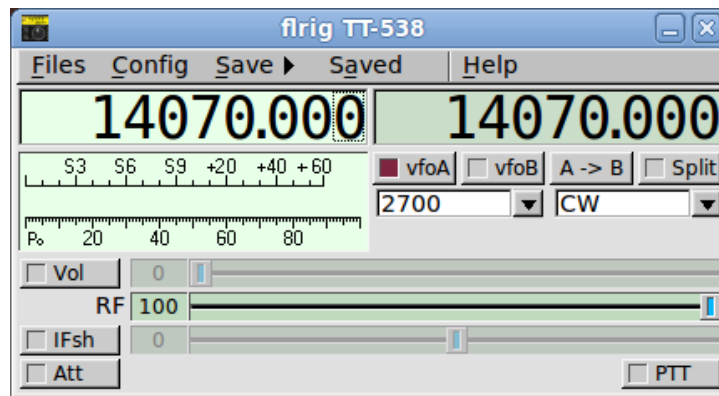 flrig TT-538
Files Config Save Saved Help
14070.000 14070.000
S3 S6 S9 +20 +40 +60
vfoA vfoB A -> B Split
2700 CW
Po 20 40 60 80
Vol 0
RF 100
IFsh 0
Att PTT